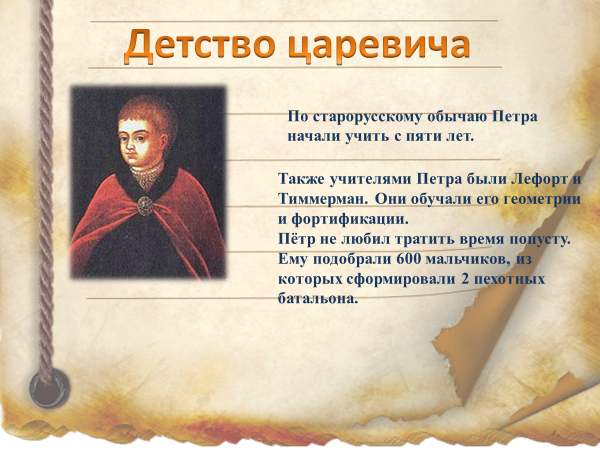 Детство царевича
По старорусскому обычаю Петра
начали учить с пяти лет.
Также учителями Петра были Лефорт и
Тиммерман. Они обучали его геометрии
и фортификации.
Пётр не любил тратить время попусту.
Ему подобрали 600 мальчиков, из
которых сформировали 2 пехотных
батальона.